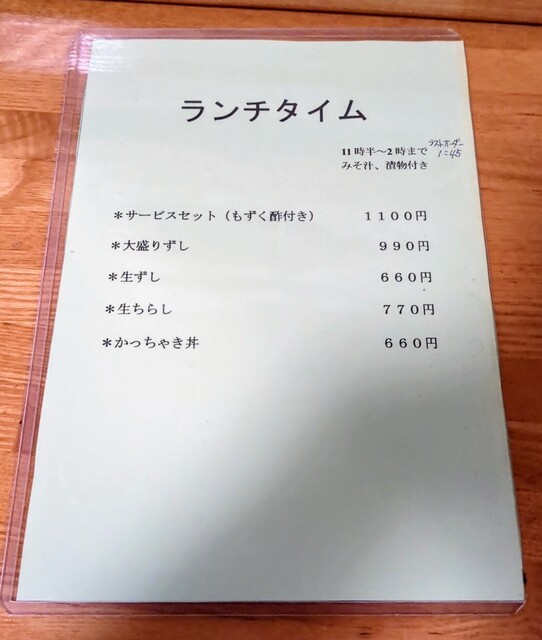 ランチタイム
11時半～2時まで
ラストオーダー
1:45
みそ汁、漬物付き
＊サービスセット（もずく酢付き） １１００円
＊大盛りずし ９９０円
＊生ずし ６６０円
＊生ちらし ７７０円
＊かっちゃき丼 ６６０円